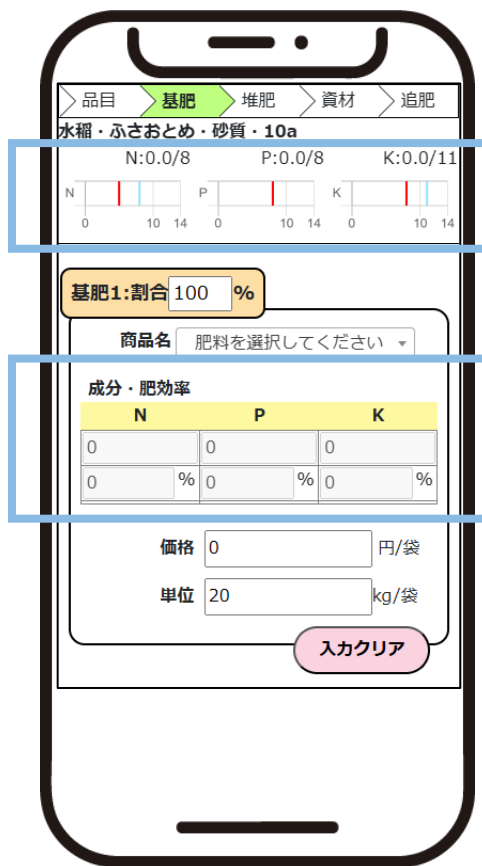 品目 基肥 堆肥 資材 追肥
水稲・ふさおとめ・砂質・10a
N:0.0/8 P:0.0/8 K:0.0/11
N P K
0 10 14 0 10 14 0 10 14
基肥1:割合 100 %
商品名 肥料を選択してください
成分・肥効率
N P K
0 0 0
0 % 0 % 0 %
価格 0 円/袋
単位 20 kg/袋
入力クリア